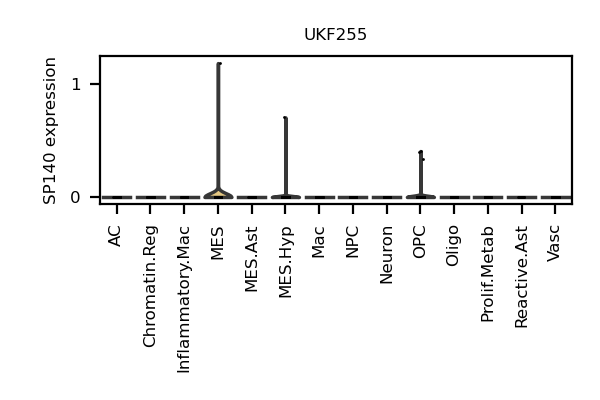 UKF255
SP140 expression
1
0
AC
Chromatin.Reg
Inflammatory.Mac
MES
MES.Ast
MES.Hyp
Mac
NPC
Neuron
OPC
Oligo
Prolif.Metab
Reactive.Ast
Vasc